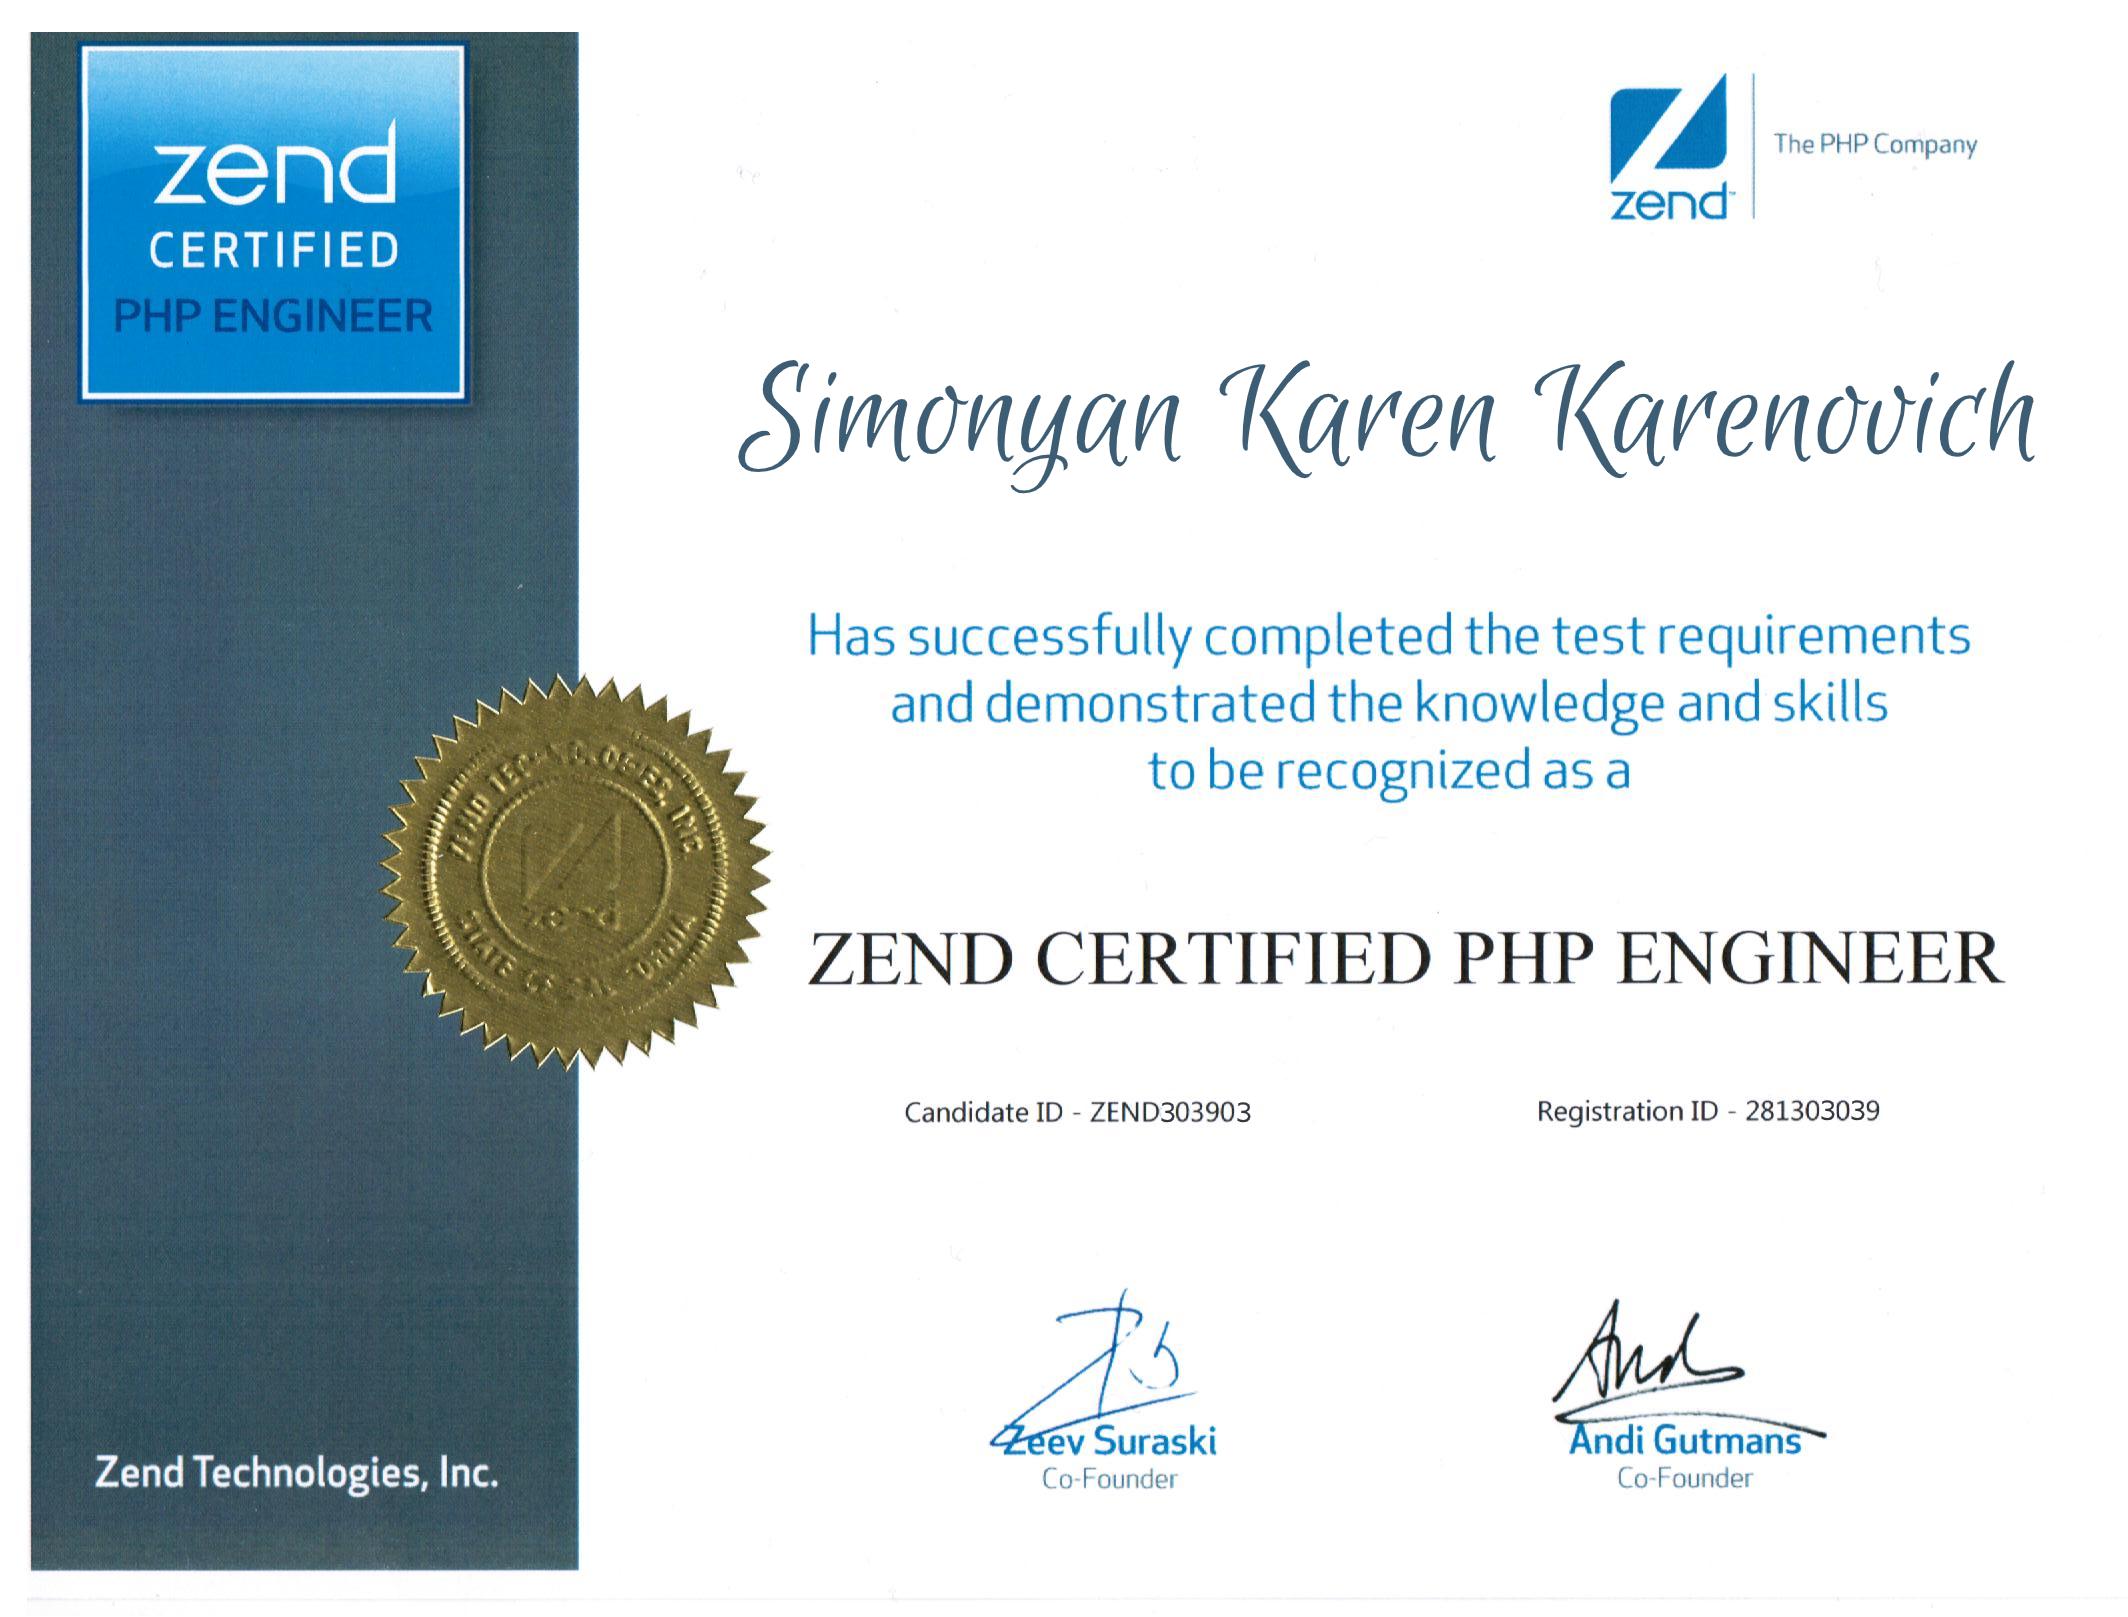 zend
CERTIFIED
PHP ENGINEER
zend
The PHP Company
Simonyan Karen Karenovich
Has successfully completed the test requirements
and demonstrated the knowledge and skills
to be recognized as a
ZEND TECHNOLOGIES, INC
zend
STATE OF CALIFORNIA
ZEND CERTIFIED PHP ENGINEER
Candidate ID - ZEND303903
Registration ID - 281303039
Zeev Suraski
Co-Founder
Andi Gutmans
Co-Founder
Zend Technologies, Inc.